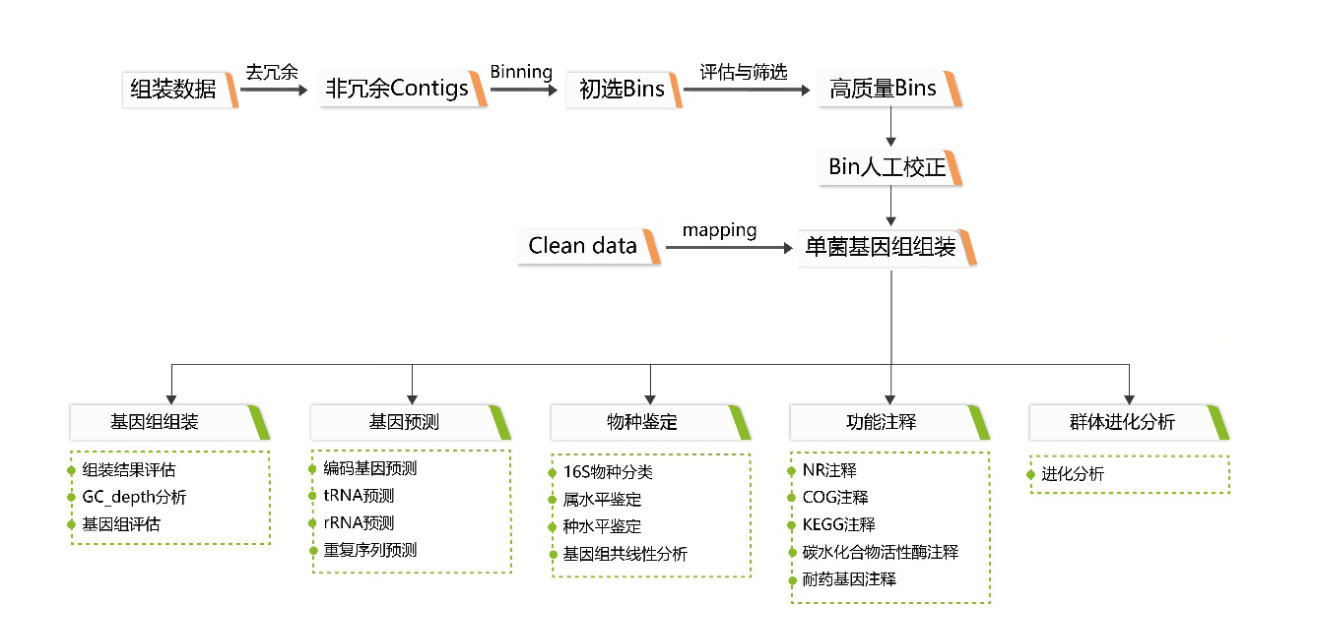 去冗余
Binning
评估与筛选
组装数据
非冗余Contigs
初选Bins
高质量Bins
Bin人工校正
Clean data
mapping
单菌基因组组装
基因组组装
组装结果评估
GC_depth分析
基因组评估
基因预测
编码基因预测
tRNA预测
rRNA预测
重复序列预测
物种鉴定
16S物种分类
属水平鉴定
种水平鉴定
基因组共线性分析
功能注释
NR注释
COG注释
KEGG注释
碳水化合物活性酶注释
耐药基因注释
群体进化分析
进化分析